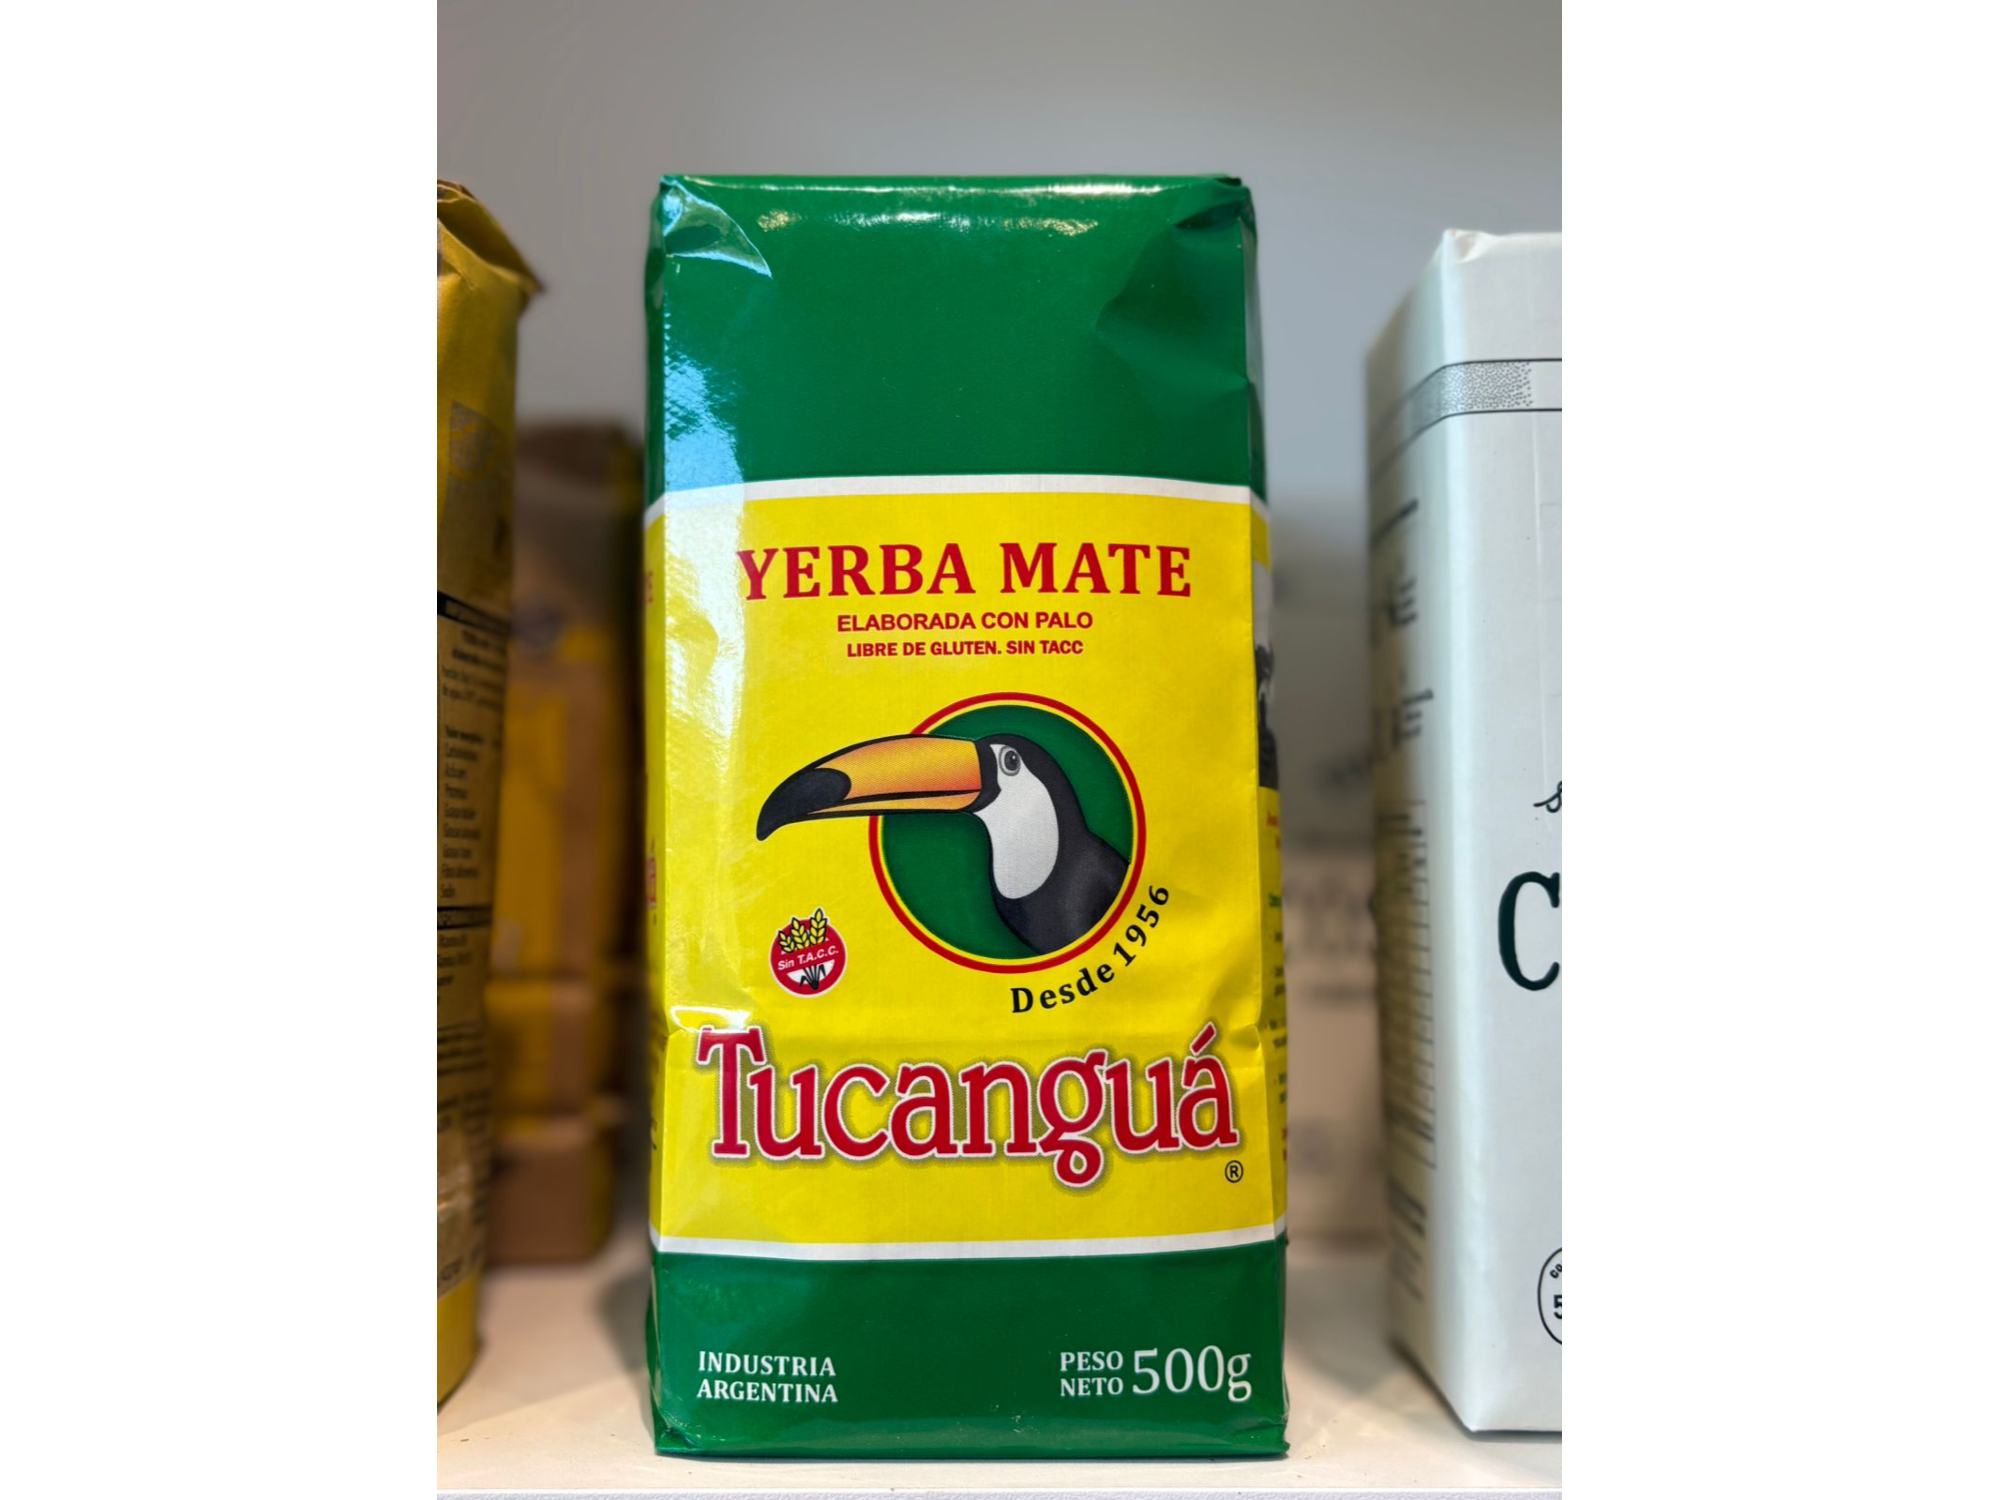 YERBA MATE
ELABORADA CON PALO
LIBRE DE GLUTEN. SIN TACC
Sin T.A.C.C.
Desde 1956
Tucanguá
®
INDUSTRIA
ARGENTINA
PESO
NETO 500g